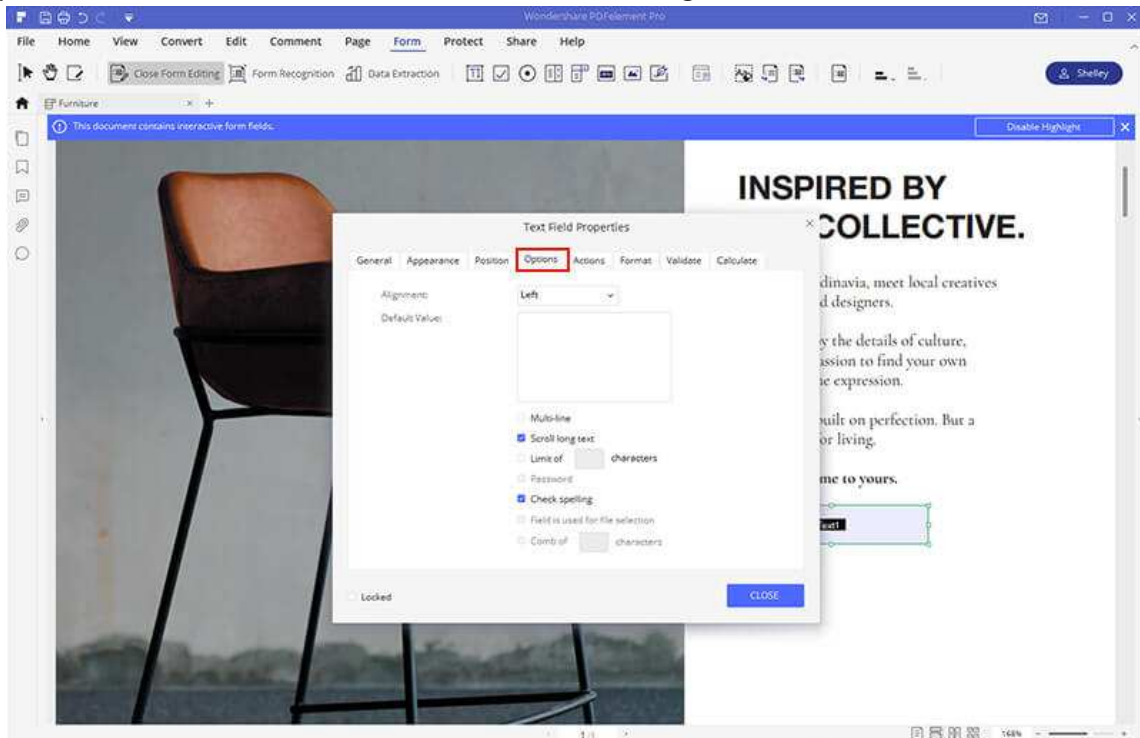 Wondershare PDFelement Pro
File Home View Convert Edit Comment Page Form Protect Share Help
Close Form Editing Form Recognition Data Extraction Shelley
Furniture
This document contains interactive form fields. Disable Highlight
INSPIRED BY
COLLECTIVE.
Text Field Properties
General Appearance Position Options Actions Format Validate Calculate
Alignment: Left
Default Value:
Multi-line
Scroll long text
Limit of characters
Password
Check spelling
Field is used for file selection
Comb of characters
Locked CLOSE
dinavia, meet local creatives
d designers.
y the details of culture,
ssion to find your own
e expression.
uilt on perfection. But a
or living.
me to yours.
Text1
168%